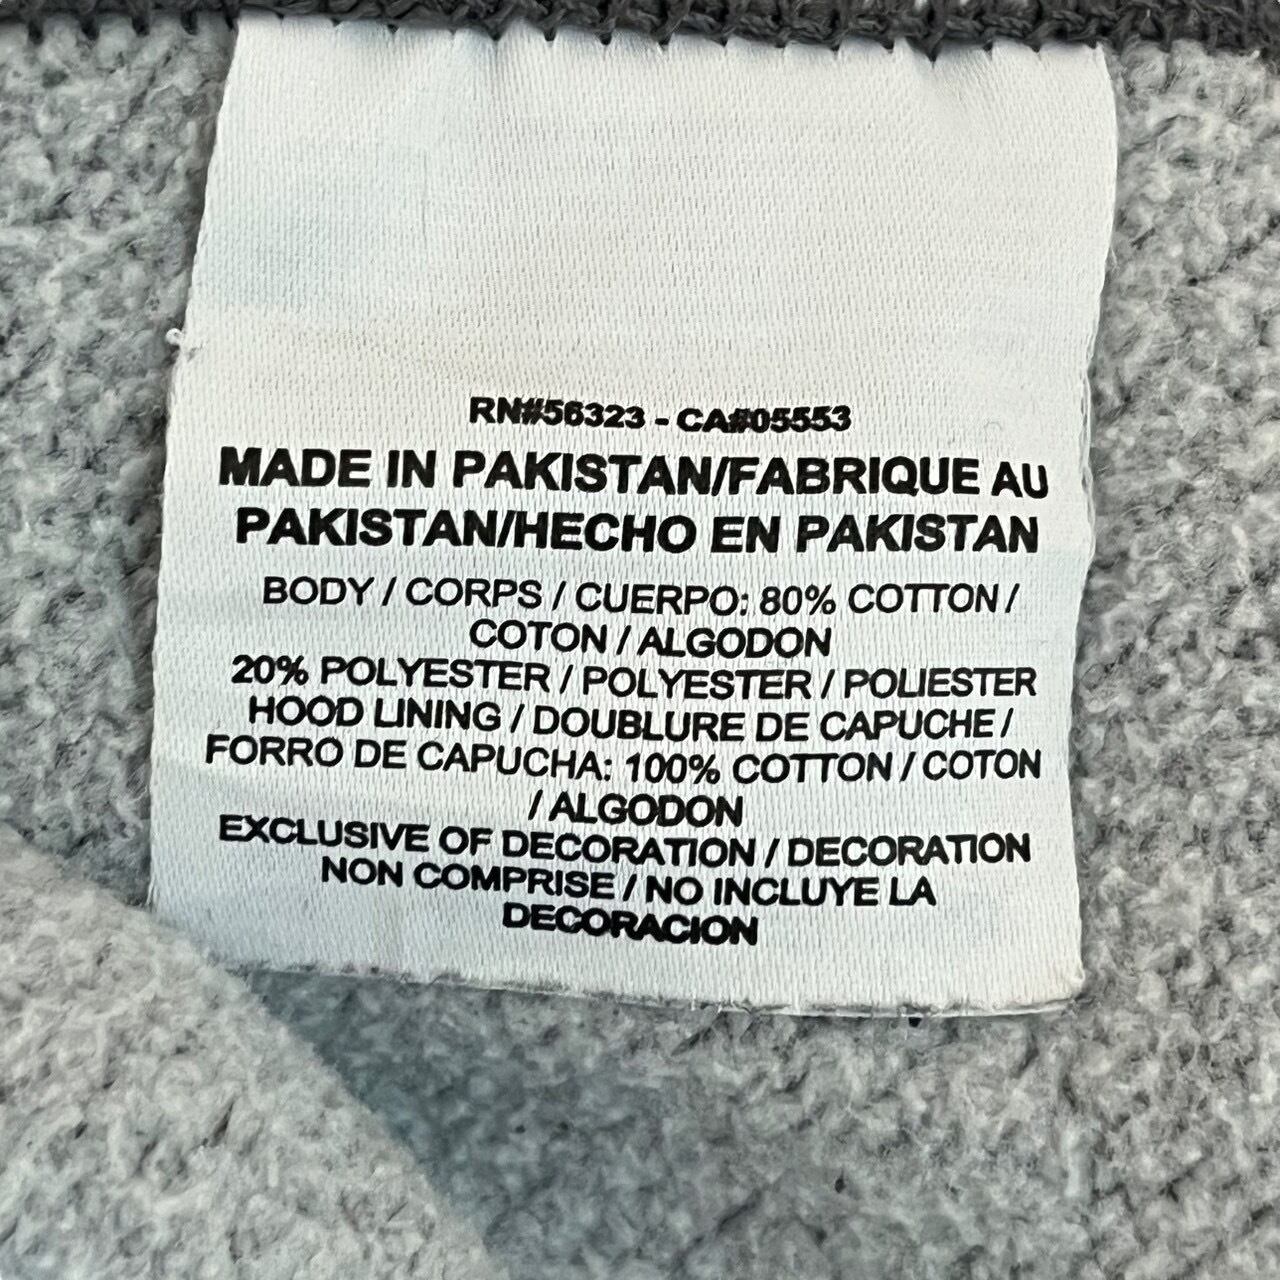 RN#56323 - CA#05553
MADE IN PAKISTAN/FABRIQUE AU
PAKISTAN/HECHO EN PAKISTAN
BODY / CORPS / CUERPO: 80% COTTON /
COTON / ALGODON
20% POLYESTER / POLYESTER / POLIESTER
HOOD LINING / DOUBLURE DE CAPUCHE /
FORRO DE CAPUCHA: 100% COTTON / COTON
/ ALGODON
EXCLUSIVE OF DECORATION / DECORATION
NON COMPRISE / NO INCLUYE LA
DECORACION